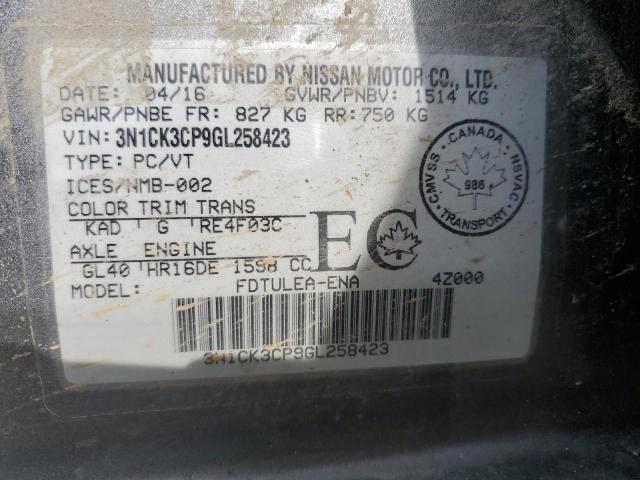 MANUFACTURED BY NISSAN MOTOR CO., LTD.
DATE: 04/16 GVWR/PNBV: 1514 KG
GAWR/PNBE FR: 827 KG RR: 750 KG
VIN: 3N1CK3CP9GL258423
TYPE: PC/VT
ICES/NMB-002
COLOR TRIM TRANS
KAD G RE4F03C
AXLE ENGINE
GL40 HR16DE 1598 CC
EC
MODEL: FDTULEA-ENA 4Z000
3N1CK3CP9GL258423
CANADA
CMVSS NSVAC
986
TRANSPORT